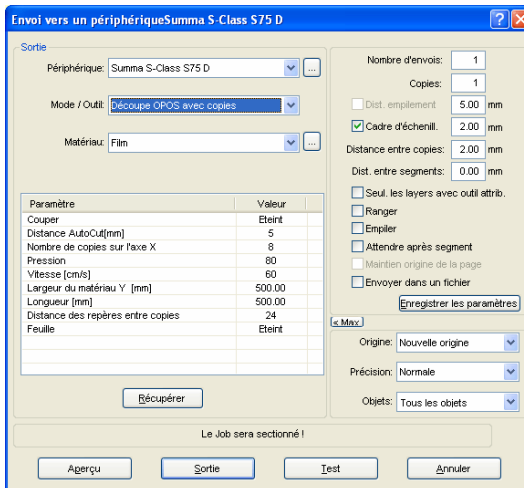 Envoi vers un périphériqueSumma S-Class S75 D
Sortie
Périphérique: Summa S-Class S75 D ...
Mode / Outil: Découpe OPOS avec copies
Matériau: Film ...
Paramètre Valeur
Couper Eteint
Distance AutoCut[mm] 5
Nombre de copies sur l'axe X 8
Pression 80
Vitesse [cm/s] 60
Largeur du matériau Y [mm] 500.00
Longueur [mm] 500.00
Distance des repères entre copies 24
Feuille Eteint
Récupérer
Nombre d'envois: 1
Copies: 1
Dist. empilement 5.00 mm
Cadre d'échenill. 2.00 mm
Distance entre copies: 2.00 mm
Dist. entre segments: 0.00 mm
Seul. les layers avec outil attrib.
Ranger
Empiler
Attendre après segment
Maintien origine de la page
Envoyer dans un fichier
Enregistrer les paramètres
< Max
Origine: Nouvelle origine
Précision: Normale
Objets: Tous les objets
Le Job sera sectionné !
Aperçu Sortie Test Annuler